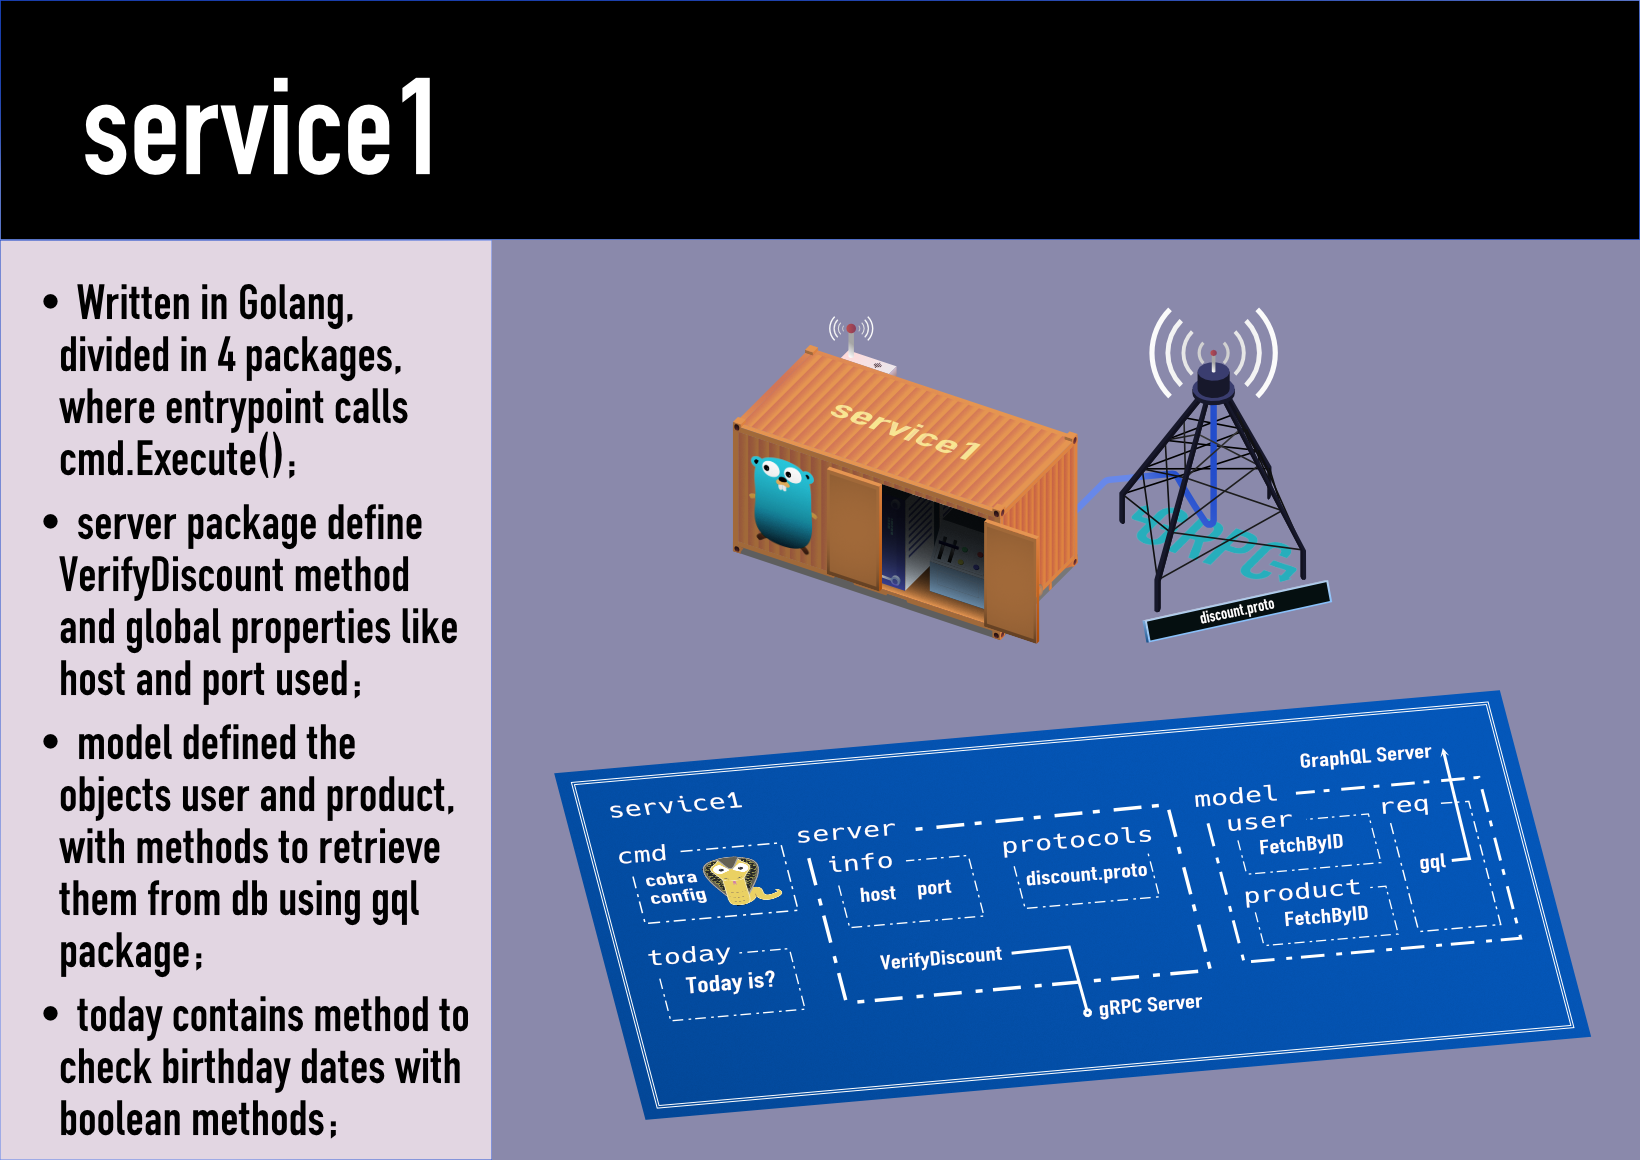 service1
• Written in Golang,
divided in 4 packages,
where entrypoint calls
cmd.Execute();
• server package define
VerifyDiscount method
and global properties like
host and port used;
• model defined the
objects user and product,
with methods to retrieve
them from db using gql
package;
• today contains method to
check birthday dates with
boolean methods;
service1
GRPC
discount.proto
service1
cmd
cobra
config
today
Today is?
server
info
host port
protocols
discount.proto
VerifyDiscount
gRPC Server
GraphQL Server
model
user
FetchByID
product
FetchByID
req
gql